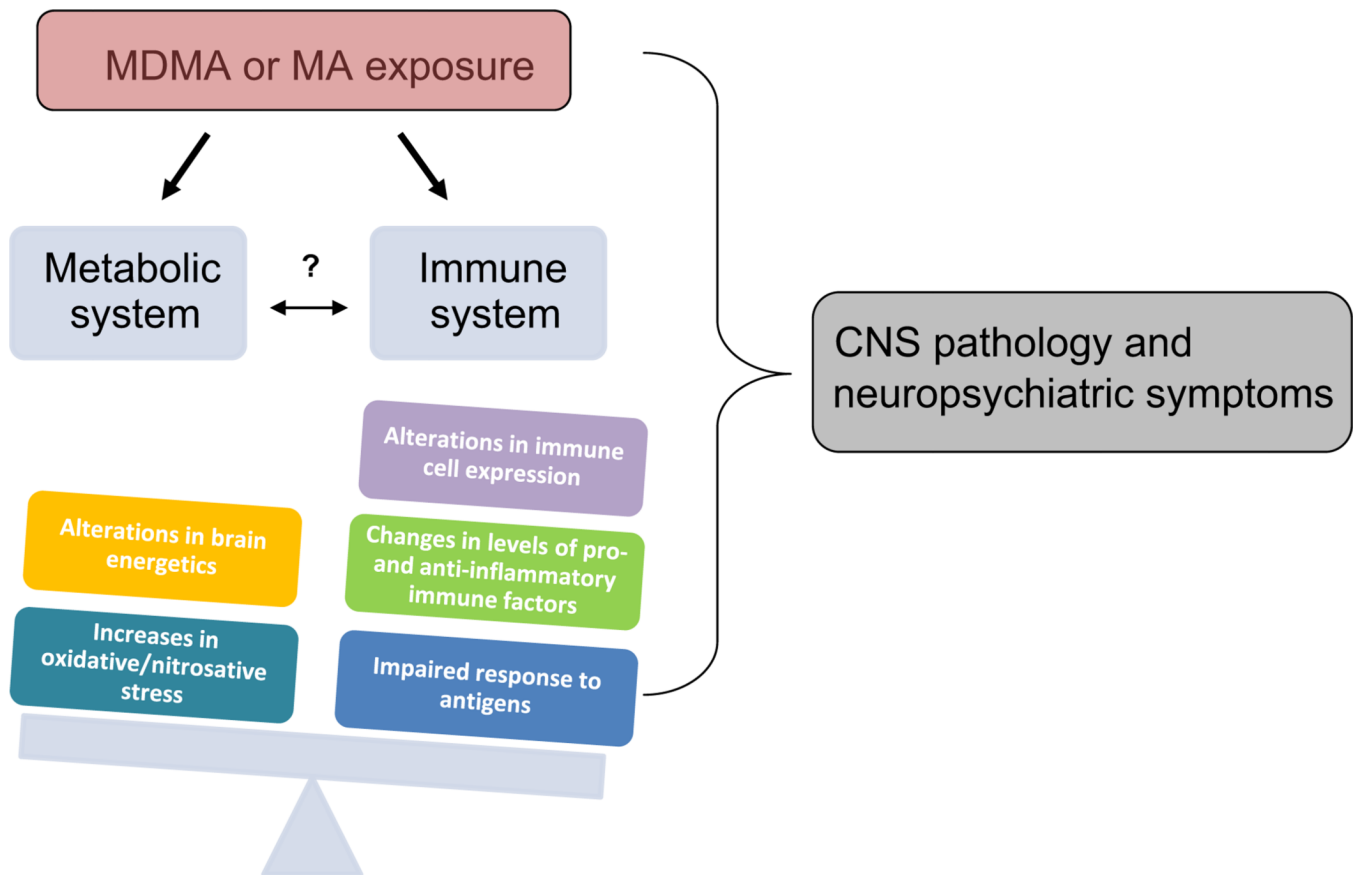 MDMA or MA exposure
Metabolic
system
?
Immune
system
CNS pathology and
neuropsychiatric symptoms
Alterations in immune
cell expression
Alterations in brain
energetics
Changes in levels of pro-
and anti-inflammatory
immune factors
Increases in
oxidative/nitrosative
stress
Impaired response to
antigens